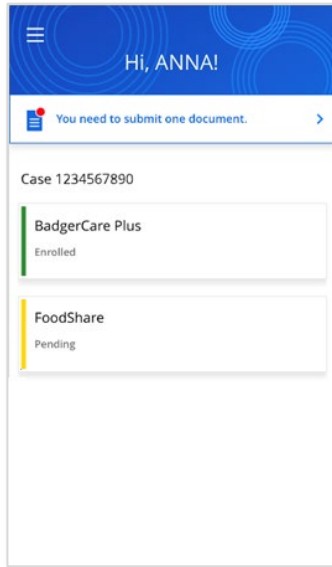 Hi, ANNA!
You need to submit one document.
Case 1234567890
BadgerCare Plus
Enrolled
FoodShare
Pending